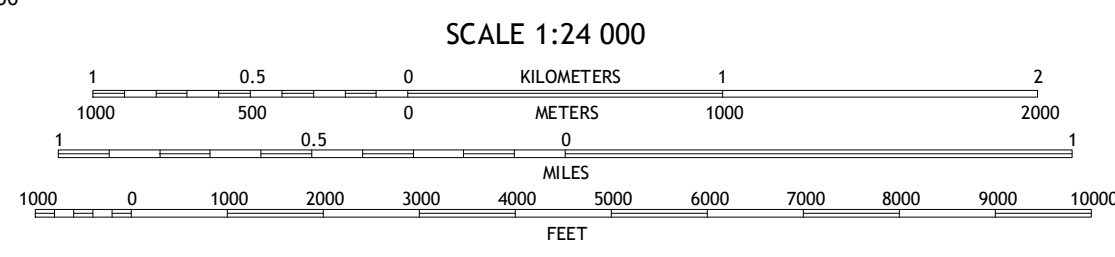 SCALE 1:24 000
1 0.5 0 KILOMETERS 1 2
1000 500 0 METERS 1000 2000
1 0.5 0 1
MILES
1000 0 1000 2000 3000 4000 5000 6000 7000 8000 9000 10000
FEET